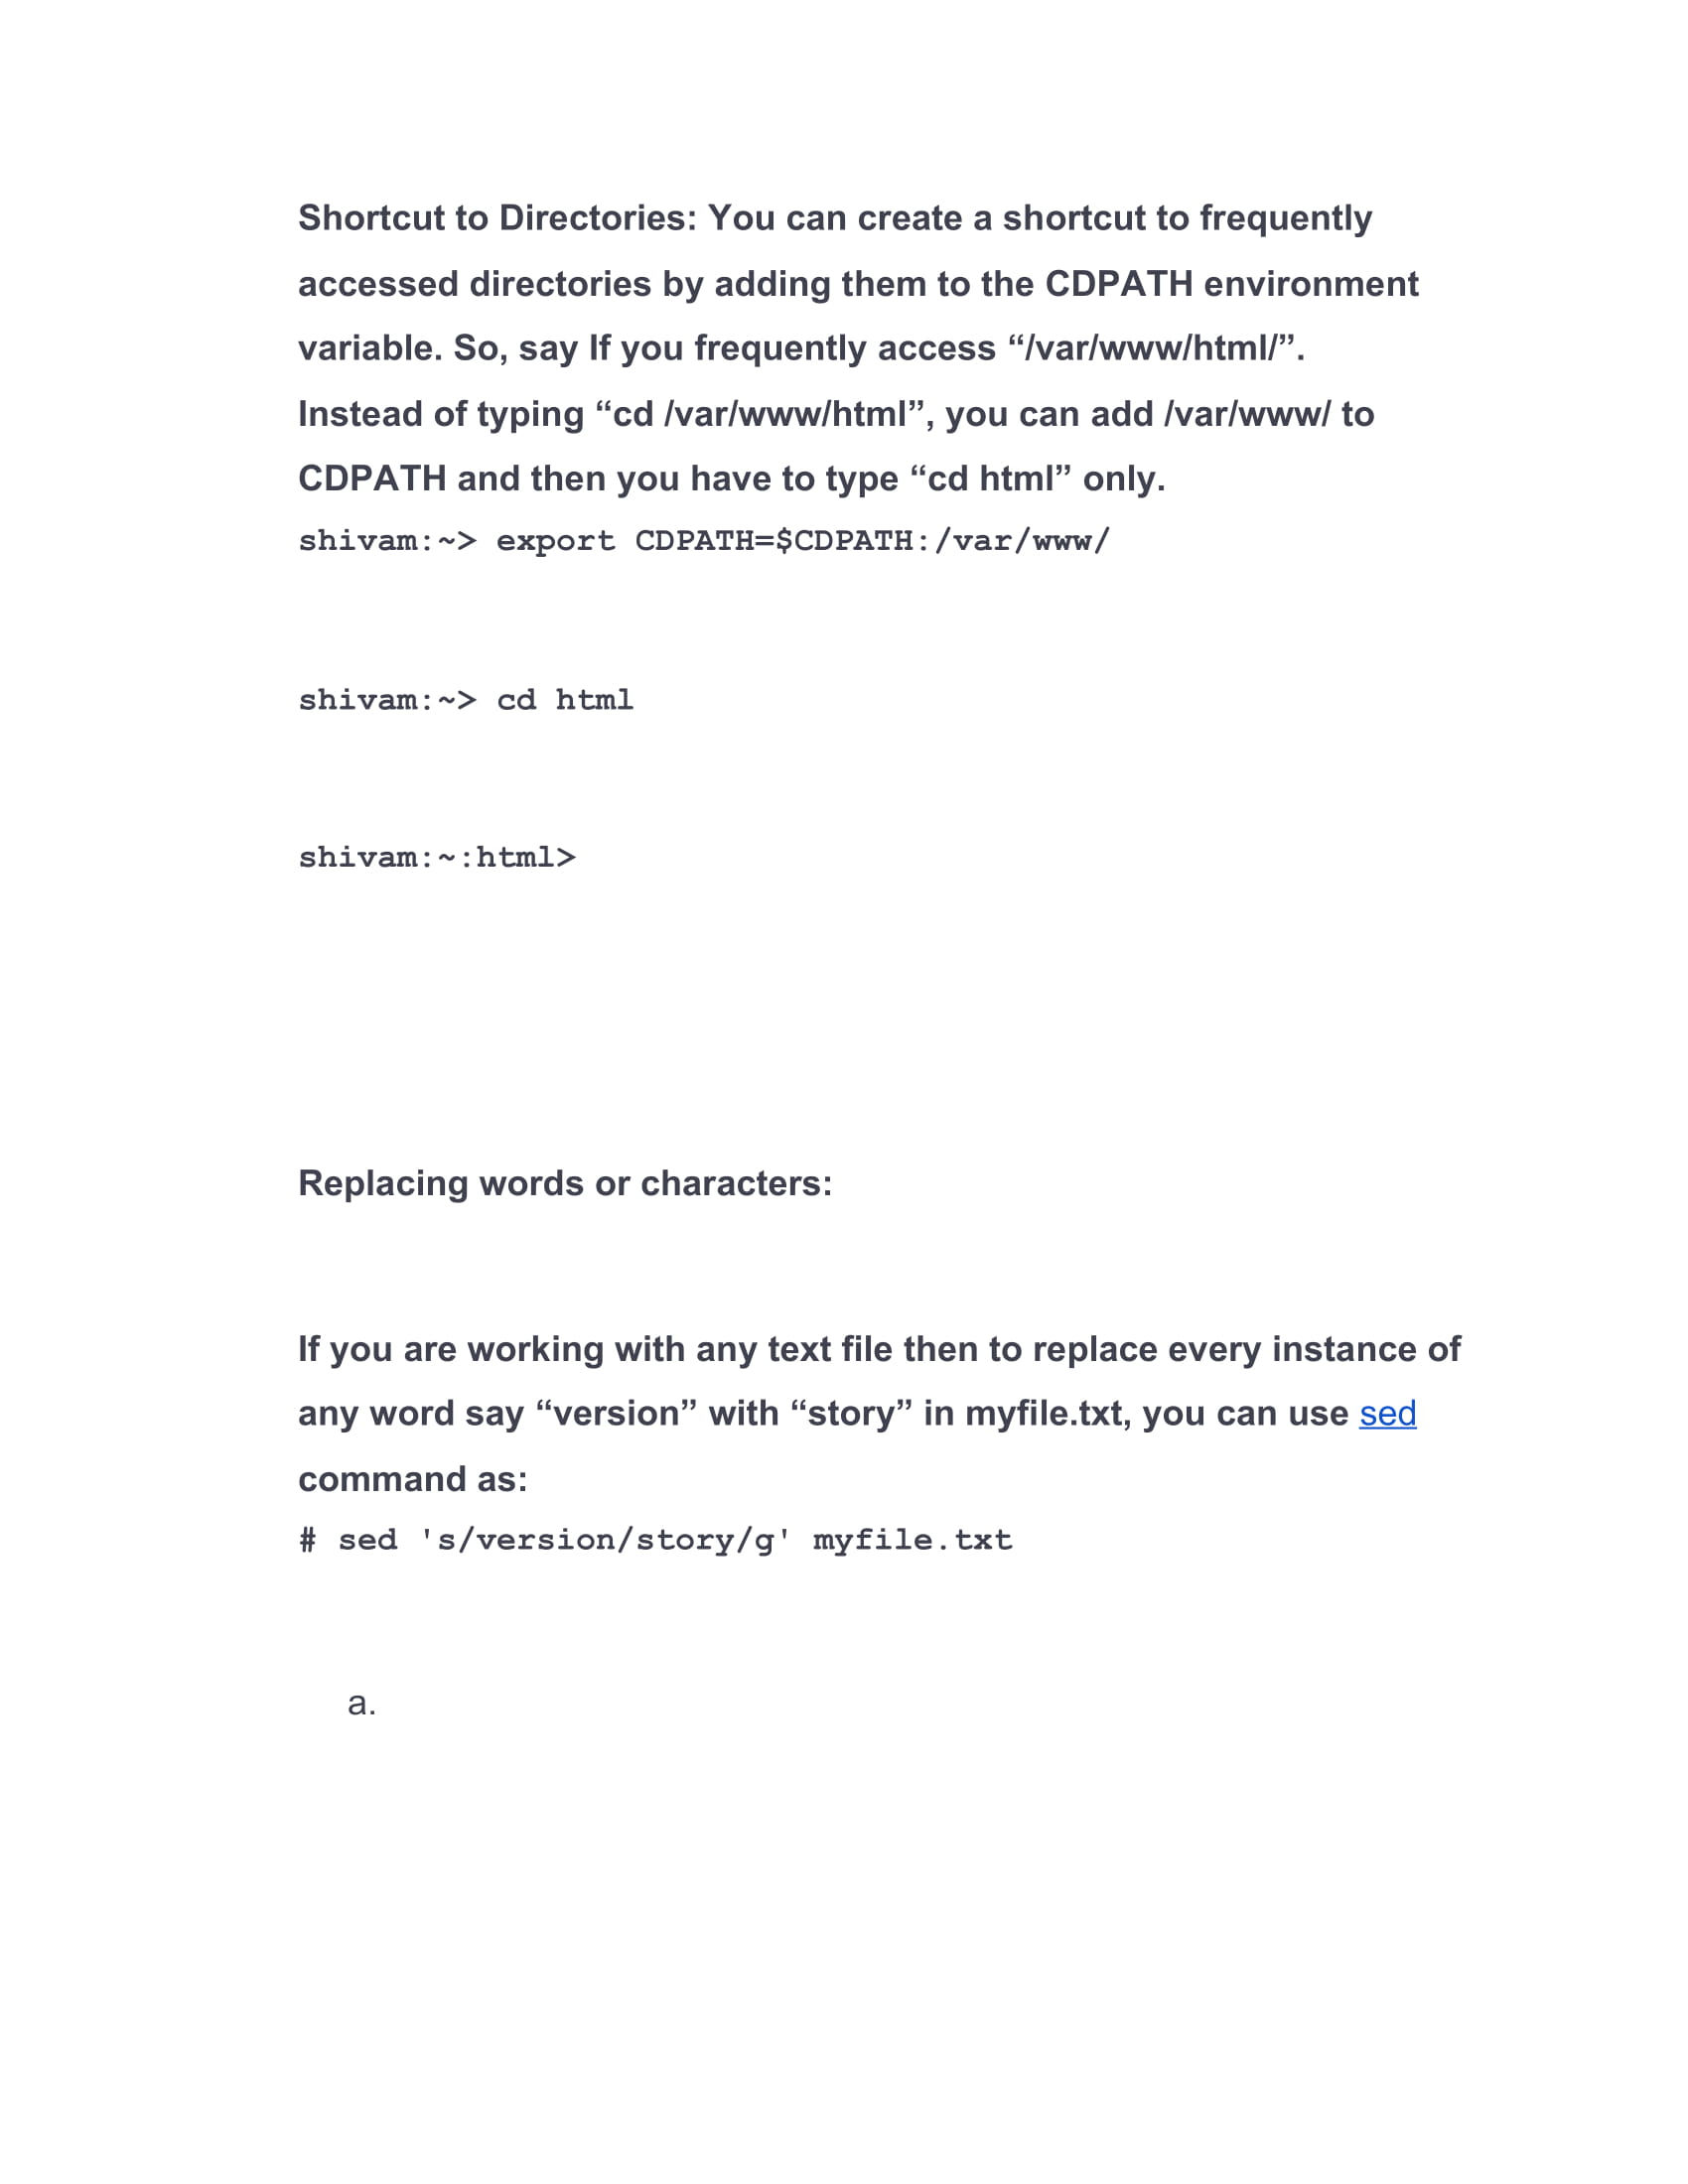 Shortcut to Directories: You can create a shortcut to frequently
accessed directories by adding them to the CDPATH environment
variable. So, say If you frequently access “/var/www/html/”.
Instead of typing “cd /var/www/html”, you can add /var/www/ to
CDPATH and then you have to type “cd html” only.
shivam:~> export CDPATH=$CDPATH:/var/www/
shivam:~> cd html
shivam:~:html>
Replacing words or characters:
If you are working with any text file then to replace every instance of
any word say “version” with “story” in myfile.txt, you can use sed
command as:
# sed 's/version/story/g' myfile.txt
a.